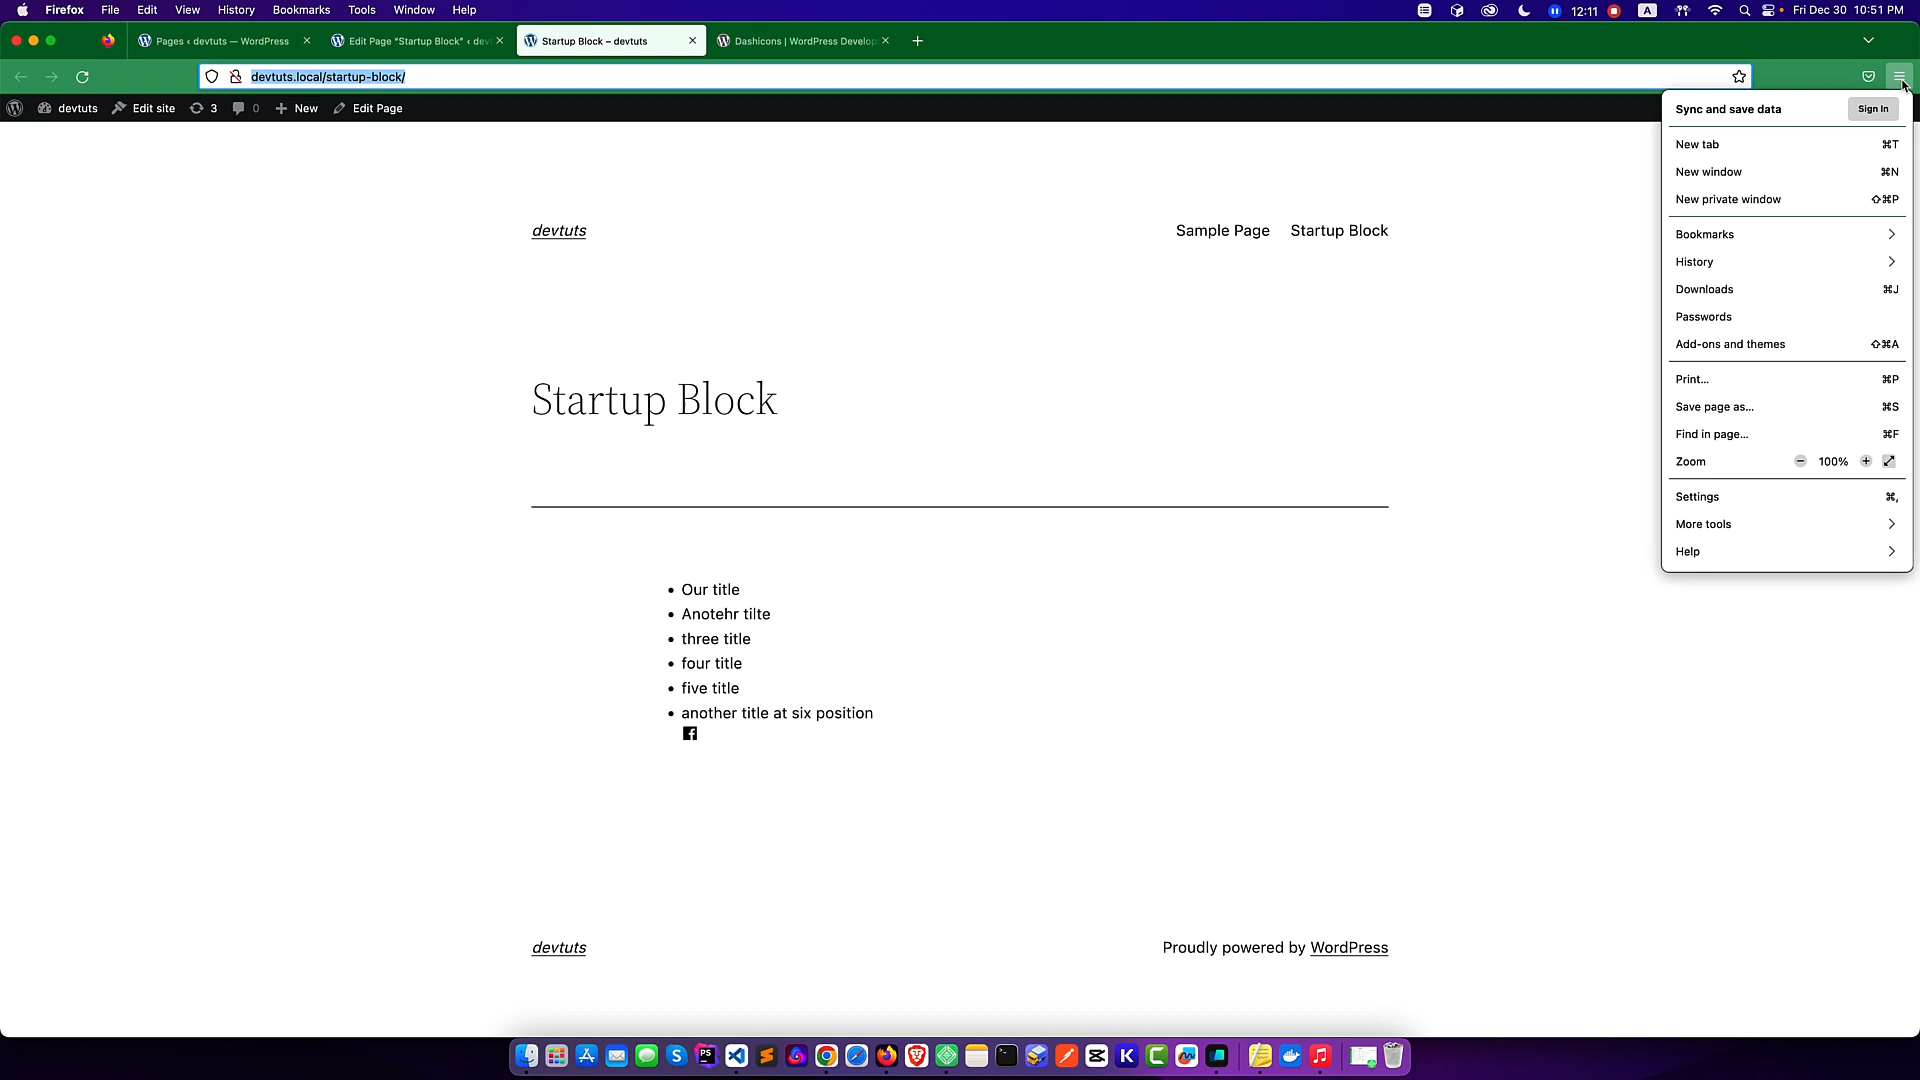 Firefox File Edit View History Bookmarks Tools Window Help 12:11 A Fri Dec 30 10:51 PM
Pages ‹ devtuts — WordPress Edit Page “Startup Block” ‹ dev Startup Block – devtuts Dashicons | WordPress Develop
devtuts.local/startup-block/
devtuts Edit site 3 0 New Edit Page
Sync and save data Sign In
New tab ⌘T
New window ⌘N
New private window ⇧⌘P
Bookmarks
History
Downloads ⌘J
Passwords
Add-ons and themes ⇧⌘A
Print... ⌘P
Save page as... ⌘S
Find in page... ⌘F
Zoom 100%
Settings ⌘,
More tools
Help
devtuts Sample Page Startup Block
Startup Block
• Our title
• Anotehr tilte
• three title
• four title
• five title
• another title at six position
devtuts Proudly powered by WordPress